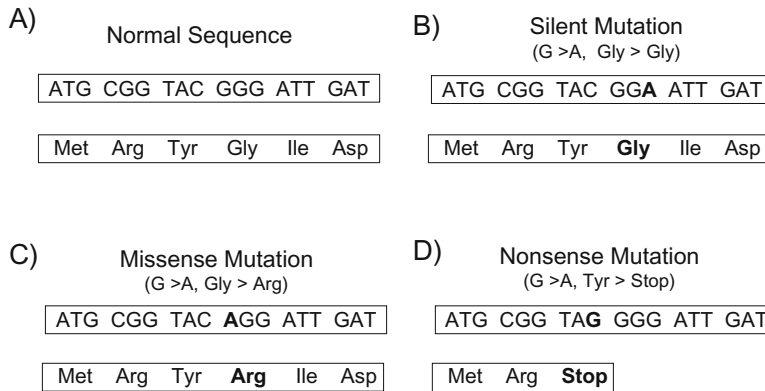 A)
Normal Sequence
ATG CGG TAC GGG ATT GAT
Met Arg Tyr Gly Ile Asp
B)
Silent Mutation
(G >A, Gly > Gly)
ATG CGG TAC GGA ATT GAT
Met Arg Tyr Gly Ile Asp
C)
Missense Mutation
(G >A, Gly > Arg)
ATG CGG TAC AGG ATT GAT
Met Arg Tyr Arg Ile Asp
D)
Nonsense Mutation
(G >A, Tyr > Stop)
ATG CGG TAG GGG ATT GAT
Met Arg Stop